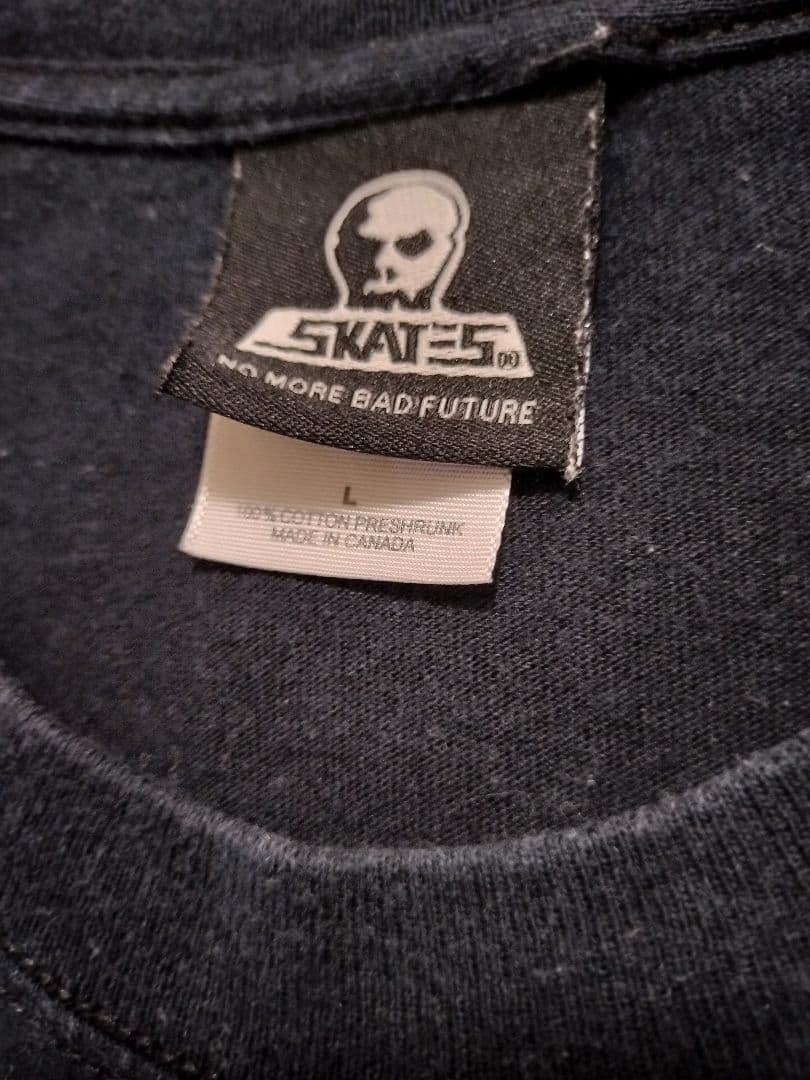 SKATES
NO MORE BAD FUTURE
L
100% COTTON PRESHRUNK
MADE IN CANADA